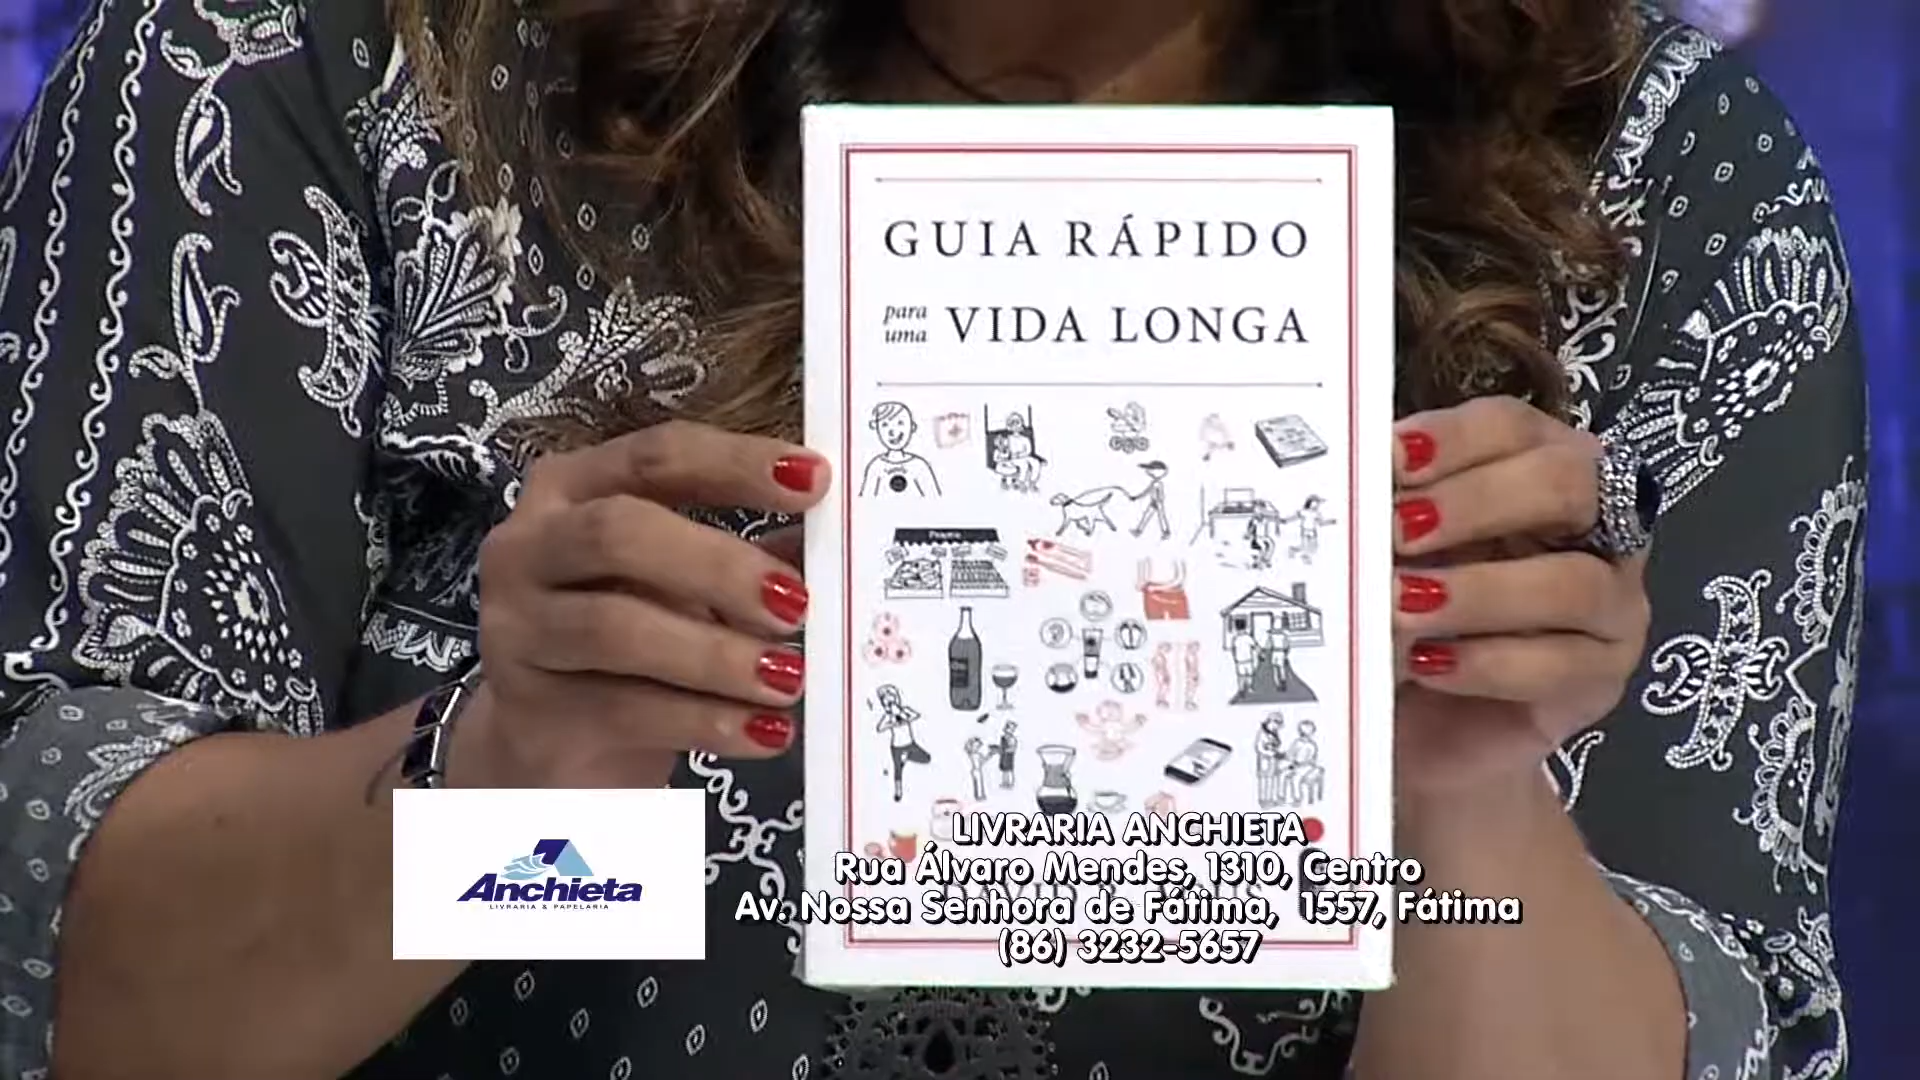 GUIA RÁPIDO
para uma VIDA LONGA
Anchieta
LIVRARIA & PAPELARIA
LIVRARIA ANCHIETA
Rua Álvaro Mendes, 1310, Centro
Av. Nossa Senhora de Fátima, 1557, Fátima
(86) 3232-5657